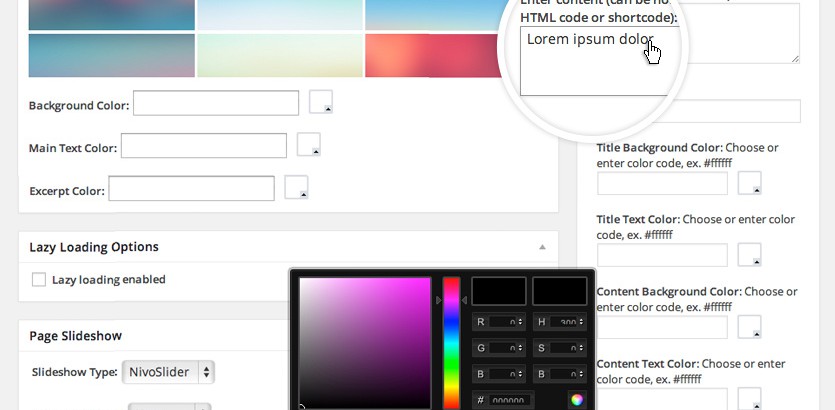 Enter content (can be
HTML code or shortcode):
Lorem ipsum dolor
Background Color:
Main Text Color:
Excerpt Color:
Title Background Color: Choose or
enter color code, ex. #ffffff
Title Text Color: Choose or enter color
code, ex. #ffffff
Content Background Color: Choose or
enter color code, ex. #ffffff
Content Text Color: Choose or enter
color code, ex. #ffffff
Lazy Loading Options
Lazy loading enabled
Page Slideshow
Slideshow Type: NivoSlider
R 0 H 300
G 0 S 0
B 0 B 0
# 000000